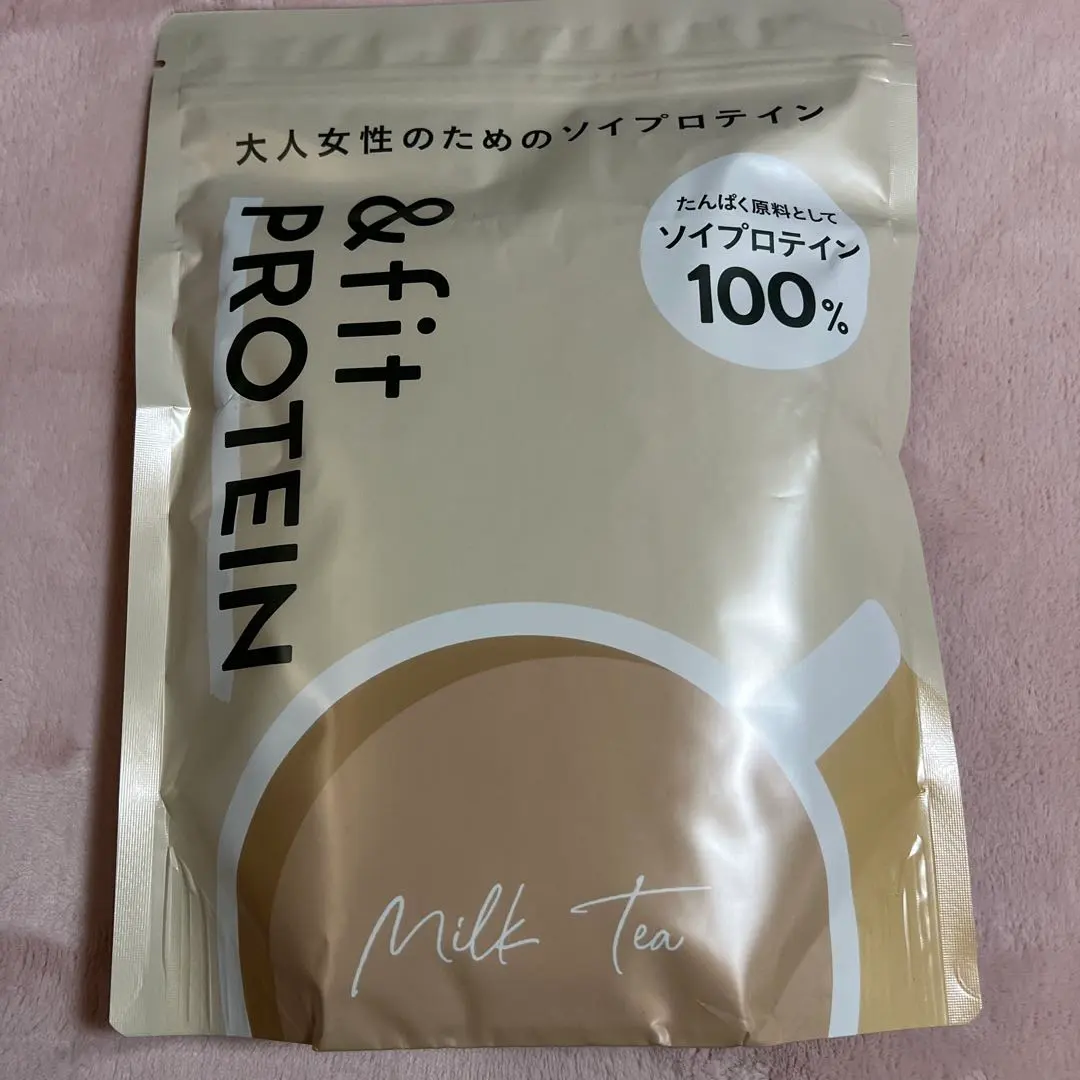 大人女性のためのソイプロテイン
&fit
PROTEIN
たんぱく原料として
ソイプロテイン
100%
Milk Tea